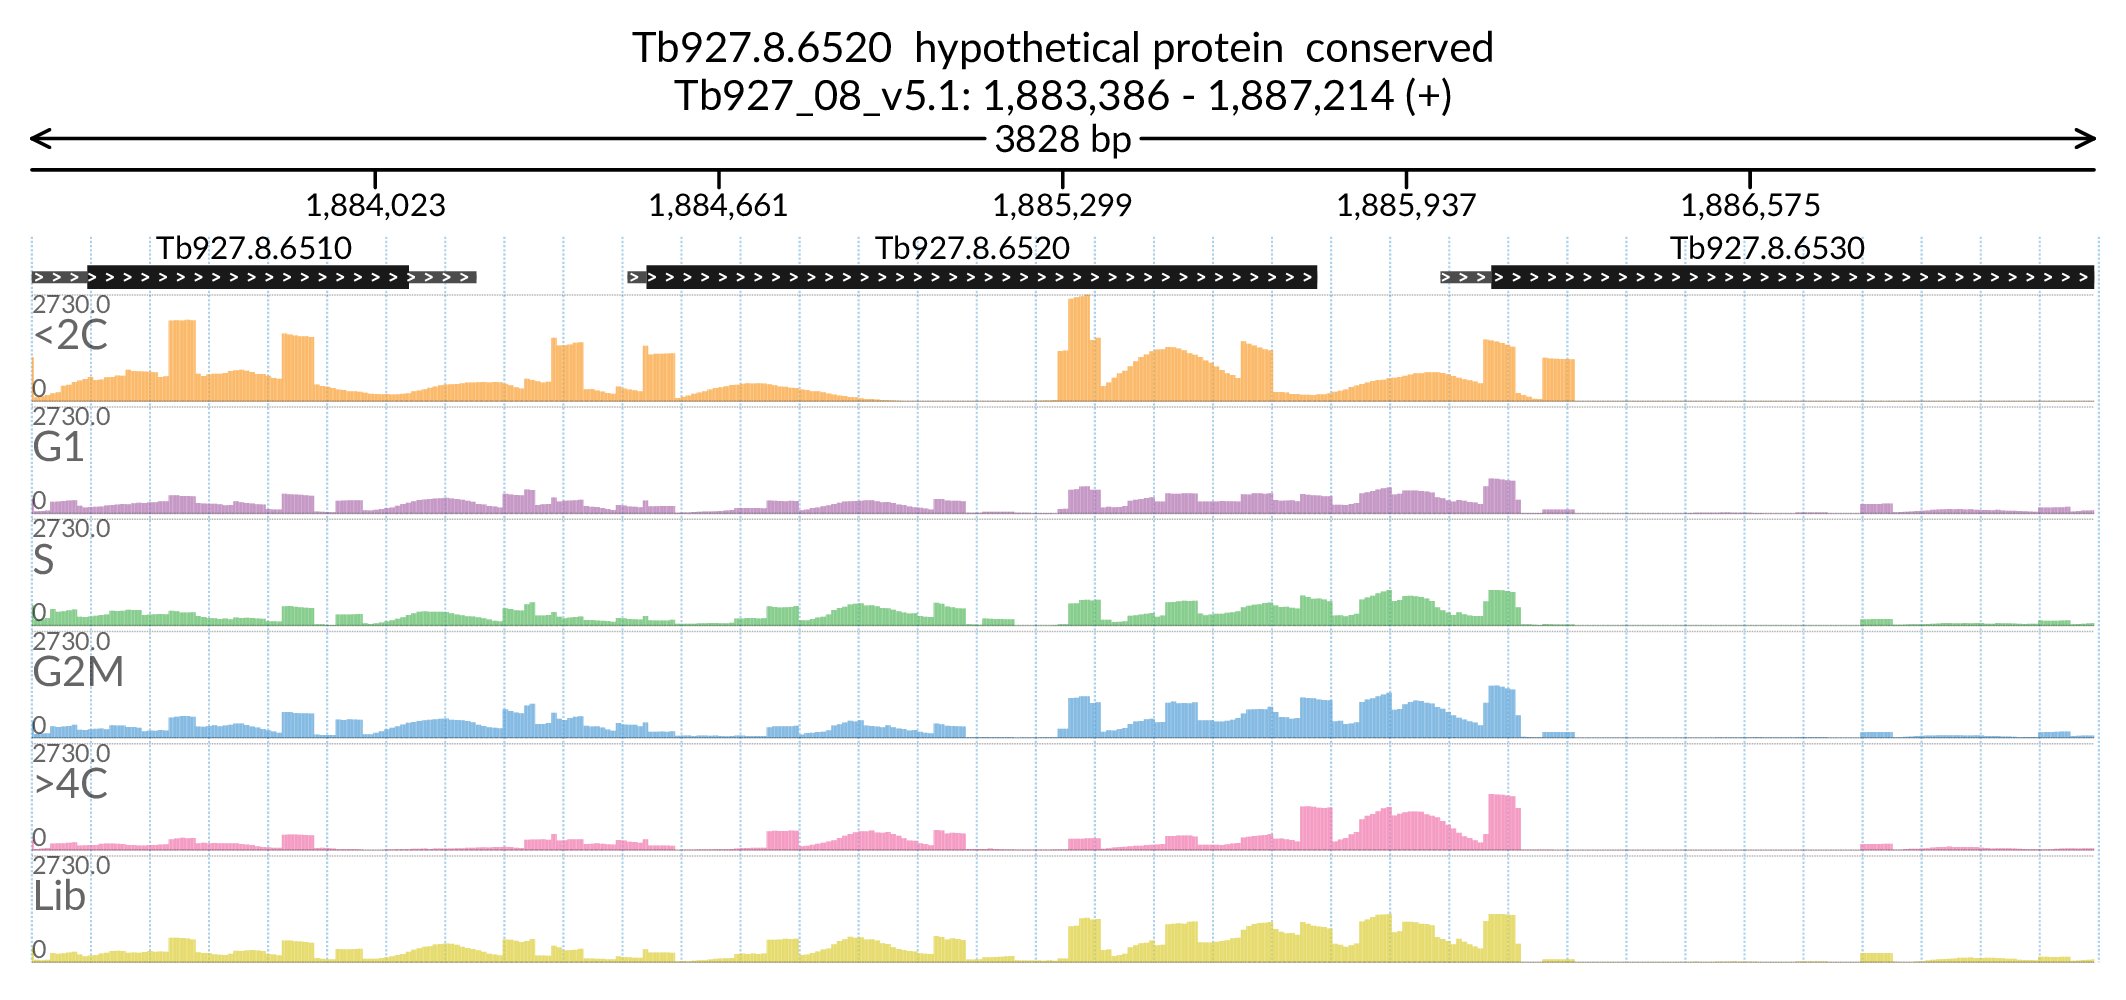 Tb927.8.6520  hypothetical protein  conserved
Tb927_08_v5.1: 1,883,386 - 1,887,214 (+)
3828 bp
1,884,023 1,884,661 1,885,299 1,885,937 1,886,575
Tb927.8.6510 Tb927.8.6520 Tb927.8.6530
2730.0
<2C
0
2730.0
G1
0
2730.0
S
0
2730.0
G2M
0
2730.0
>4C
0
2730.0
Lib
0